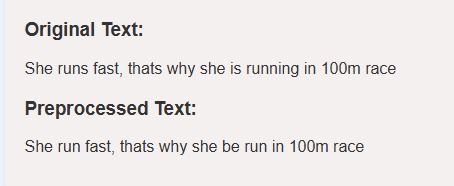 Original Text:
She runs fast, thats why she is running in 100m race
Preprocessed Text:
She run fast, thats why she be run in 100m race